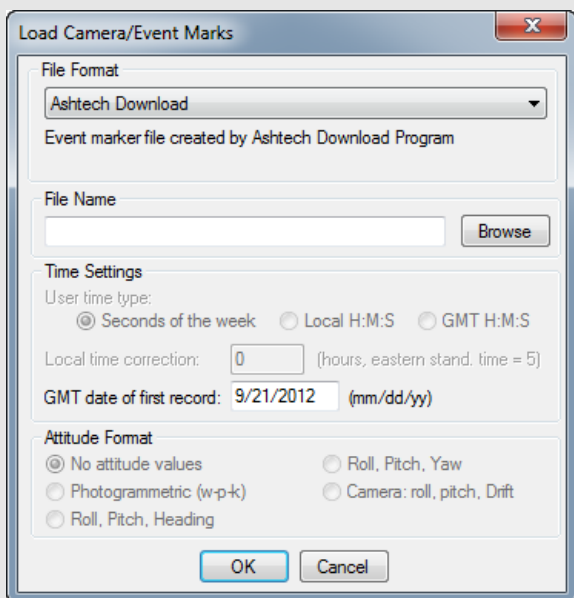 Load Camera/Event Marks
File Format
Ashtech Download
Event marker file created by Ashtech Download Program
File Name
Browse
Time Settings
User time type:
Seconds of the week Local H:M:S GMT H:M:S
Local time correction: 0 (hours, eastern stand. time = 5)
GMT date of first record: 9/21/2012 (mm/dd/yy)
Attitude Format
No attitude values Roll, Pitch, Yaw
Photogrammetric (w-p-k) Camera: roll, pitch, Drift
Roll, Pitch, Heading
OK Cancel